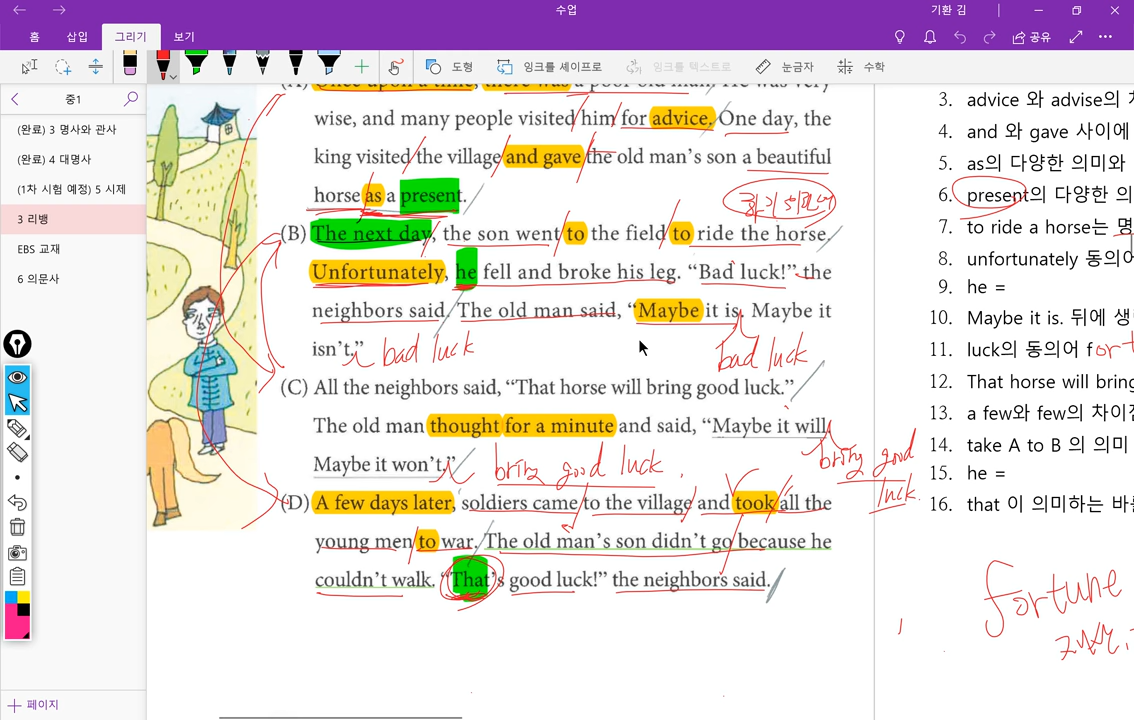 수업
기환 김
홈 삽입 그리기 보기 공유
도형 잉크를 셰이프로 잉크를 텍스트로 눈금자 수학
(완료) 3 명사와 관사
(완료) 4 대명사
(1차 시험 예정) 5 시제
3 리뱅
EBS 교재
6 의문사
페이지
(A) Once upon a time, there was a poor old man. He was very
wise, and many people visited him for advice. One day, the
king visited the village and gave the old man's son a beautiful
horse as a present.
(B) The next day, the son went to the field to ride the horse.
Unfortunately, he fell and broke his leg. "Bad luck!" the
neighbors said. The old man said, "Maybe it is. Maybe it
isn't." bad luck
bad luck
(C) All the neighbors said, "That horse will bring good luck."
The old man thought for a minute and said, "Maybe it will.
Maybe it won't." bring good luck
bring good
luck
(D) A few days later, soldiers came to the village and took all the
young men to war. The old man's son didn't go because he
couldn't walk. "That's good luck!" the neighbors said.
3. advice 와 advise의
4. and 와 gave 사이에
5. as의 다양한 의미와
6. present의 다양한 의
7. to ride a horse는 명
8. unfortunately 동의어
9. he =
10. Maybe it is. 뒤에 생
11. luck의 동의어 fort
12. That horse will bring
13. a few와 few의 차이점
14. take A to B 의 의미
15. he =
16. that 이 의미하는 바를
fortune